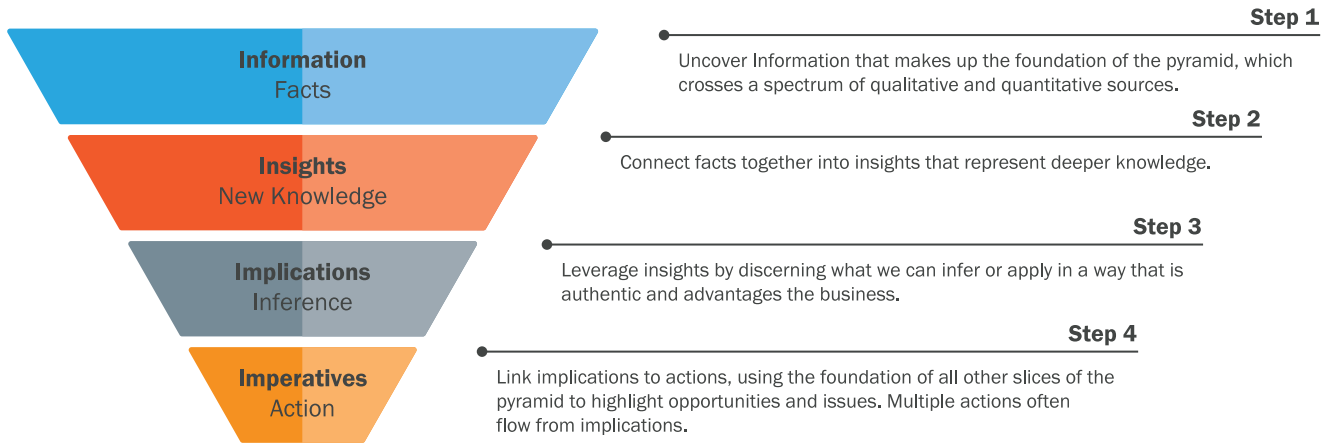 Step 1
Information
Facts
Uncover Information that makes up the foundation of the pyramid, which
crosses a spectrum of qualitative and quantitative sources.
Step 2
Insights
New Knowledge
Connect facts together into insights that represent deeper knowledge.
Step 3
Implications
Inference
Leverage insights by discerning what we can infer or apply in a way that is
authentic and advantages the business.
Step 4
Imperatives
Action
Link implications to actions, using the foundation of all other slices of the
pyramid to highlight opportunities and issues. Multiple actions often
flow from implications.